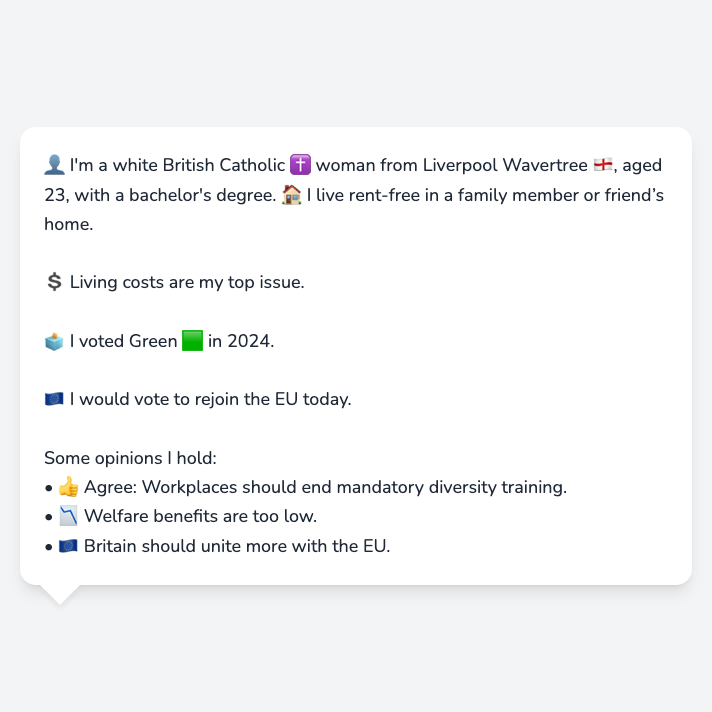 👤 I'm a white British Catholic ✝️ woman from Liverpool Wavertree 🏴󠁧󠁢󠁥󠁮󠁧󠁿, aged
23, with a bachelor's degree. 🏠 I live rent-free in a family member or friend’s
home.
💲 Living costs are my top issue.
🗳️ I voted Green 🟩 in 2024.
🇪🇺 I would vote to rejoin the EU today.
Some opinions I hold:
• 👍 Agree: Workplaces should end mandatory diversity training.
• 📉 Welfare benefits are too low.
• 🇪🇺 Britain should unite more with the EU.